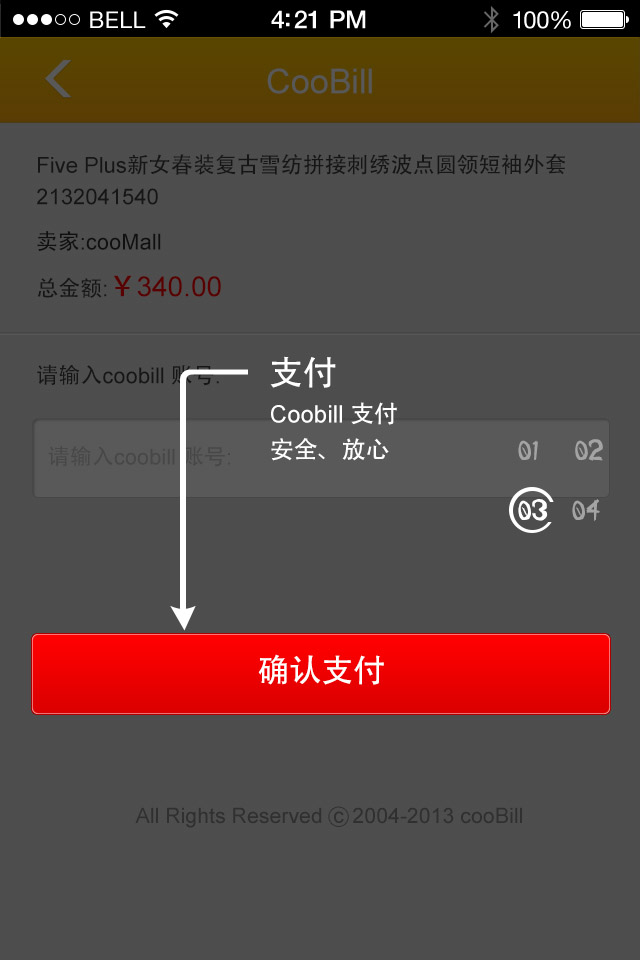 BELL 4:21 PM 100%
CooBill
Five Plus新女春装复古雪纺拼接刺绣波点圆领短袖外套
2132041540
卖家:cooMall
总金额:￥340.00
请输入coobill 账号:
支付
Coobill 支付
安全、放心
请输入coobill 账号:
01 02
03 04
确认支付
All Rights Reserved ©2004-2013 cooBill